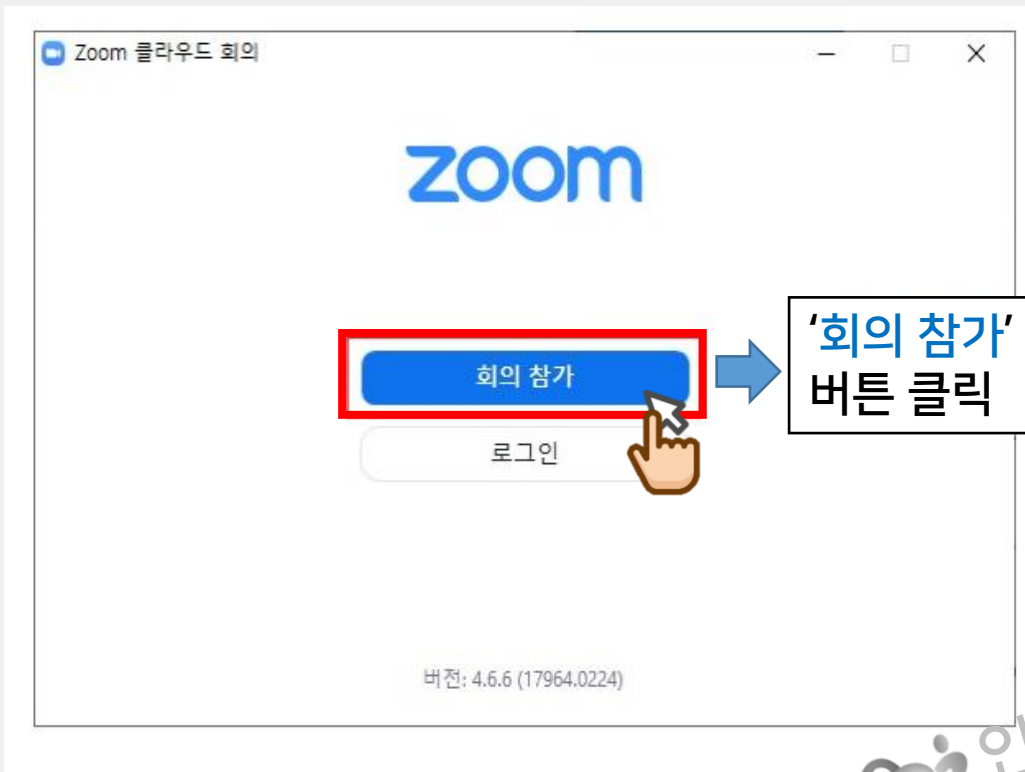 Zoom 클라우드 회의
zoom
회의 참가
로그인
'회의 참가'
버튼 클릭
버전: 4.6.6 (17964.0224)